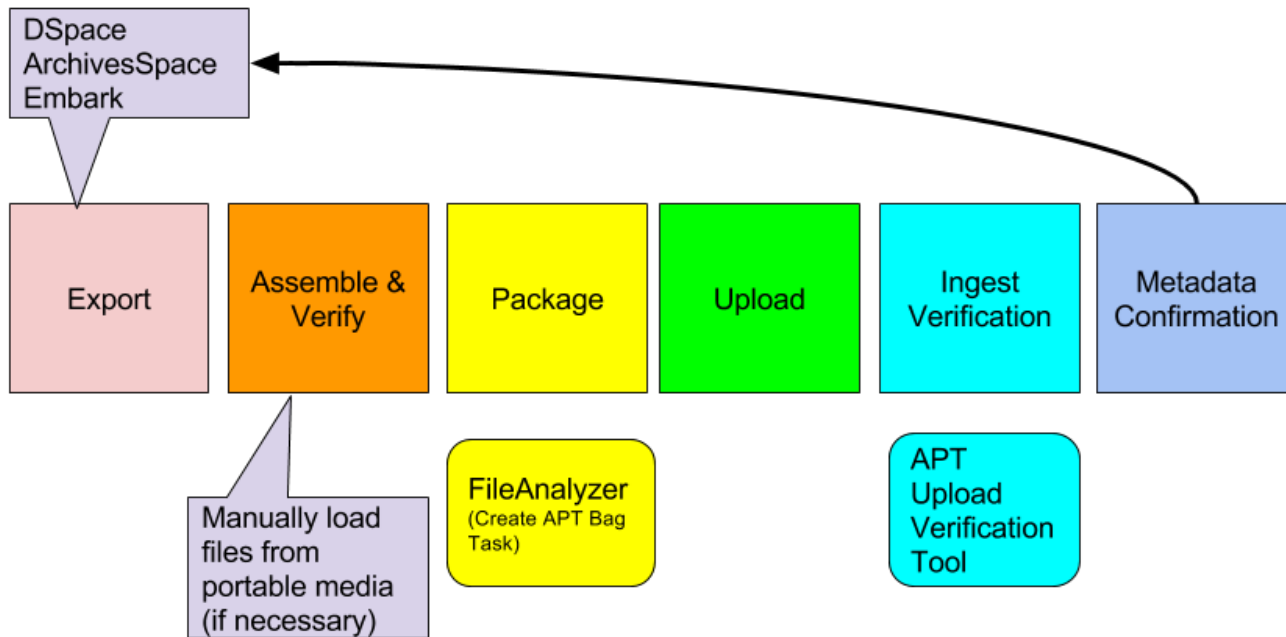 DSpace
ArchivesSpace
Embark
Export
Assemble &
Verify
Package
Upload
Ingest
Verification
Metadata
Confirmation
Manually load
files from
portable media
(if necessary)
FileAnalyzer
(Create APT Bag
Task)
APT
Upload
Verification
Tool